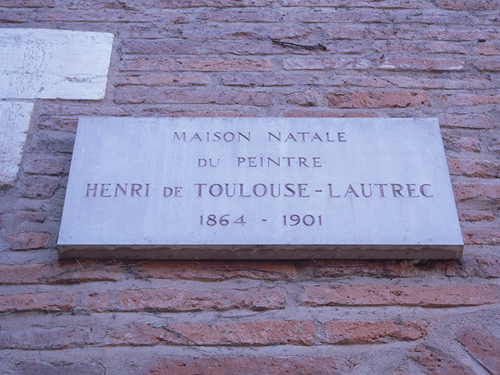 MAISON NATALE
DU PEINTRE
HENRI DE TOULOUSE-LAUTREC
1864 - 1901